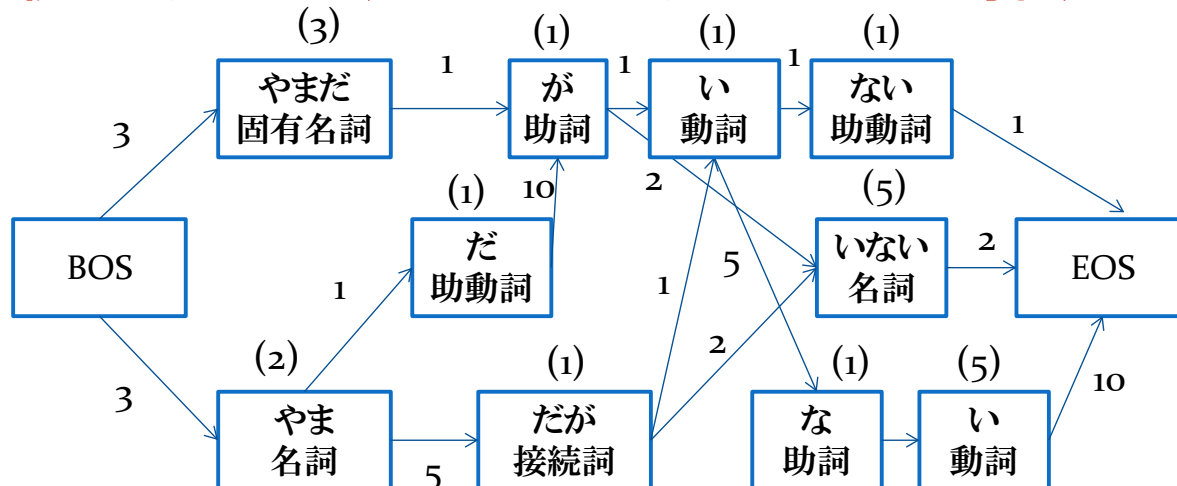 (3)
(1)
(1)
(1)
やまだ
固有名詞
1
が
助詞
1
い
動詞
1
ない
助動詞
3
1
10
2
(1)
(5)
BOS
だ
助動詞
いない
名詞
2
EOS
1
5
1
2
(2)
(1)
(1)
(5)
3
10
やま
名詞
だが
接続詞
な
助詞
い
動詞
5